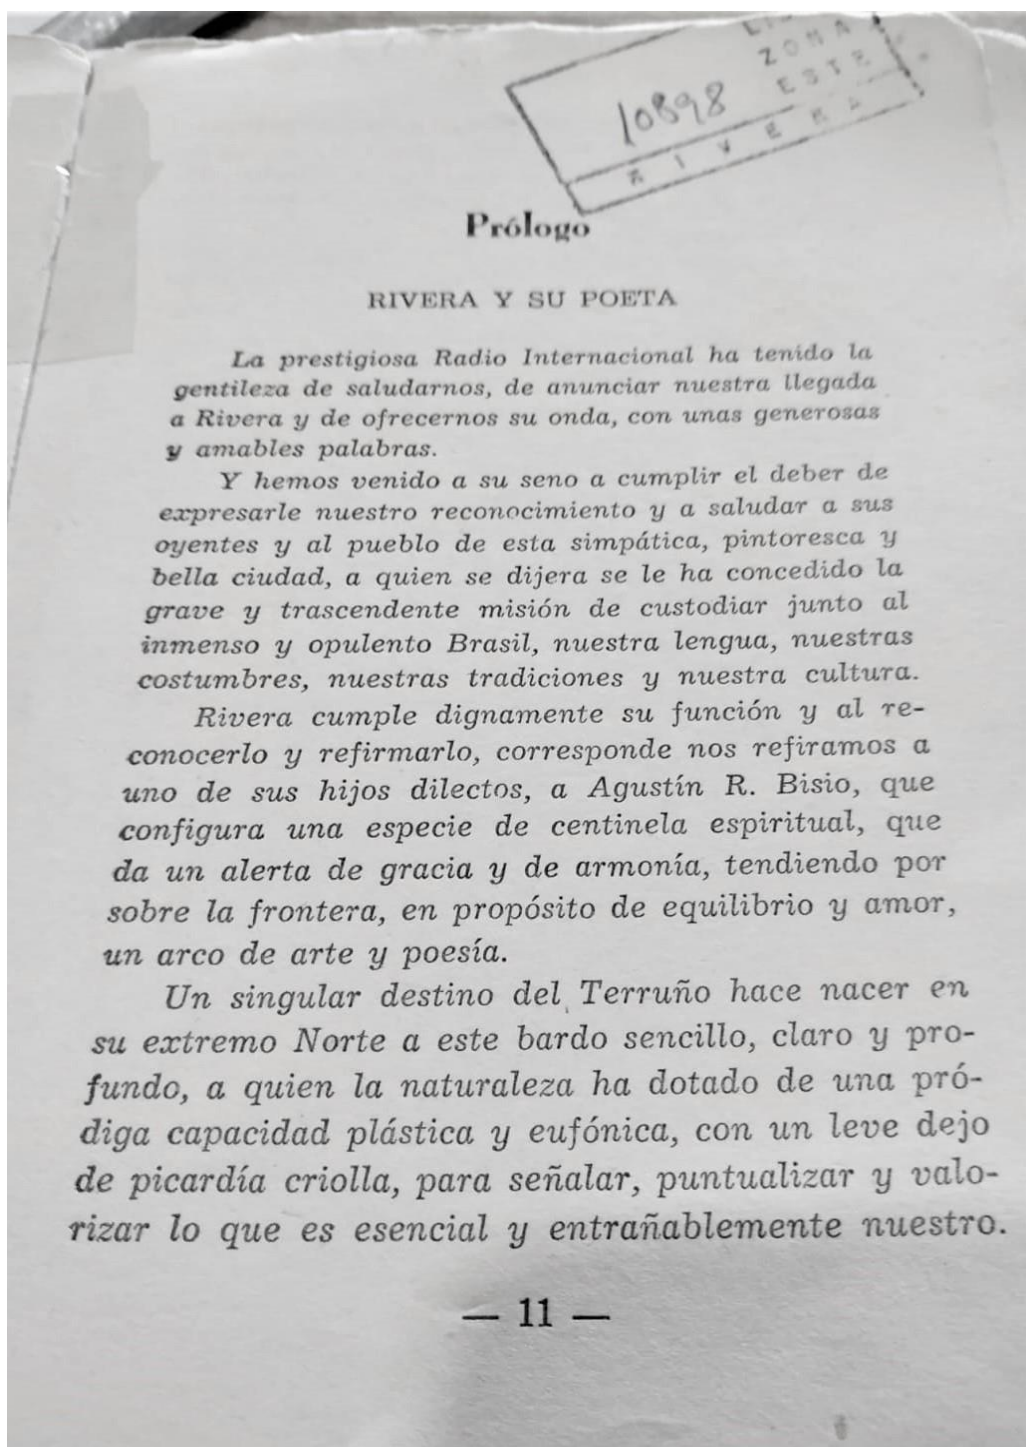 ZONA
ESTE
10898
RIVERA
Prólogo
RIVERA Y SU POETA
La prestigiosa Radio Internacional ha tenido la
gentileza de saludarnos, de anunciar nuestra llegada
a Rivera y de ofrecernos su onda, con unas generosas
y amables palabras.
Y hemos venido a su seno a cumplir el deber de
expresarle nuestro reconocimiento y a saludar a sus
oyentes y al pueblo de esta simpática, pintoresca y
bella ciudad, a quien se dijera se le ha concedido la
grave y trascendente misión de custodiar junto al
inmenso y opulento Brasil, nuestra lengua, nuestras
costumbres, nuestras tradiciones y nuestra cultura.
Rivera cumple dignamente su función y al re-
conocerlo y refirmarlo, corresponde nos refiramos a
uno de sus hijos dilectos, a Agustín R. Bisio, que
configura una especie de centinela espiritual, que
da un alerta de gracia y de armonía, tendiendo por
sobre la frontera, en propósito de equilibrio y amor,
un arco de arte y poesía.
Un singular destino del Terruño hace nacer en
su extremo Norte a este bardo sencillo, claro y pro-
fundo, a quien la naturaleza ha dotado de una pró-
diga capacidad plástica y eufónica, con un leve dejo
de picardía criolla, para señalar, puntualizar y valo-
rizar lo que es esencial y entrañablemente nuestro.
— 11 —